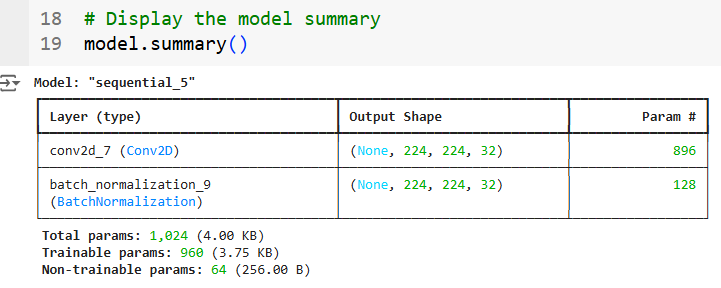 18 # Display the model summary
19 model.summary()
Model: "sequential_5"
Layer (type) Output Shape Param #
conv2d_7 (Conv2D) (None, 224, 224, 32) 896
batch_normalization_9 (None, 224, 224, 32) 128
(BatchNormalization)
Total params: 1,024 (4.00 KB)
Trainable params: 960 (3.75 KB)
Non-trainable params: 64 (256.00 B)